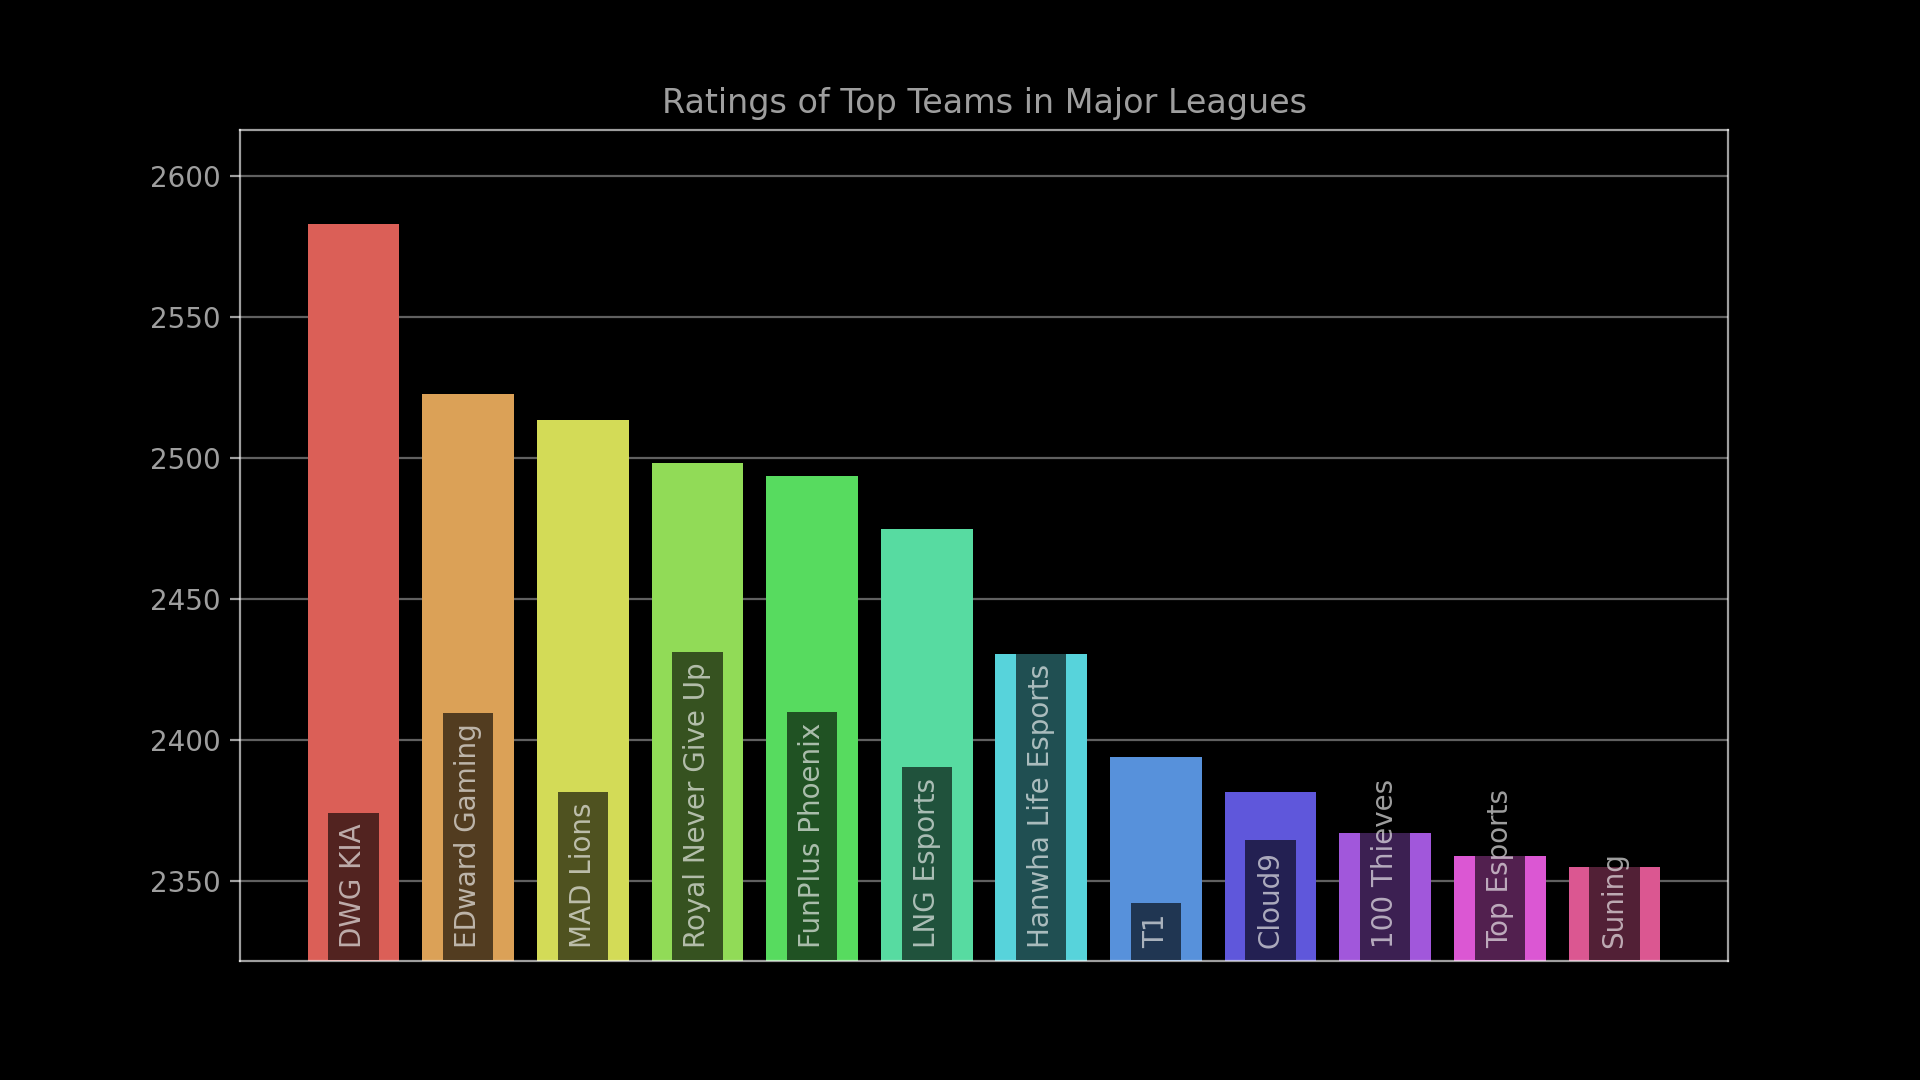 Ratings of Top Teams in Major Leagues
2600
2550
2500
2450
2400
2350
DWG KIA
EDward Gaming
MAD Lions
Royal Never Give Up
FunPlus Phoenix
LNG Esports
Hanwha Life Esports
T1
Cloud9
100 Thieves
Top Esports
Suning